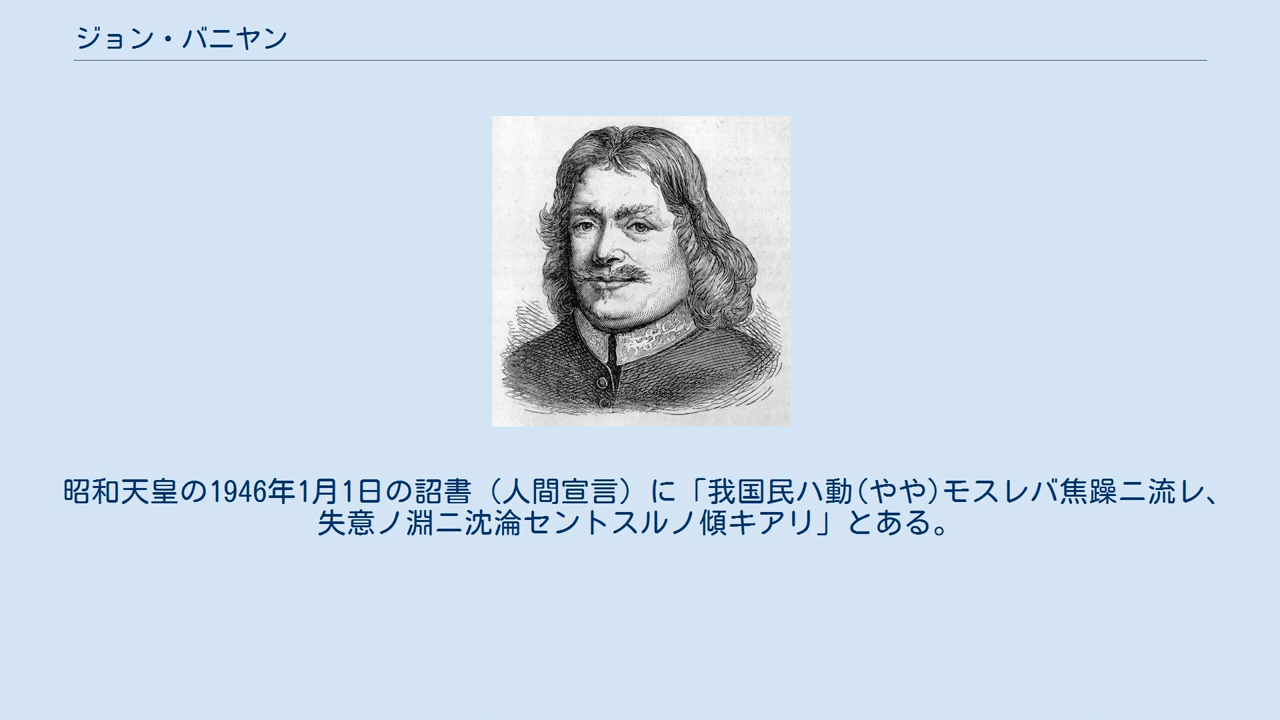 ジョン・バニヤン
昭和天皇の1946年1月1日の詔書（人間宣言）に「我国民ハ動(やや)モスレバ焦躁ニ流レ、
失意ノ淵ニ沈淪セントスルノ傾キアリ」とある。